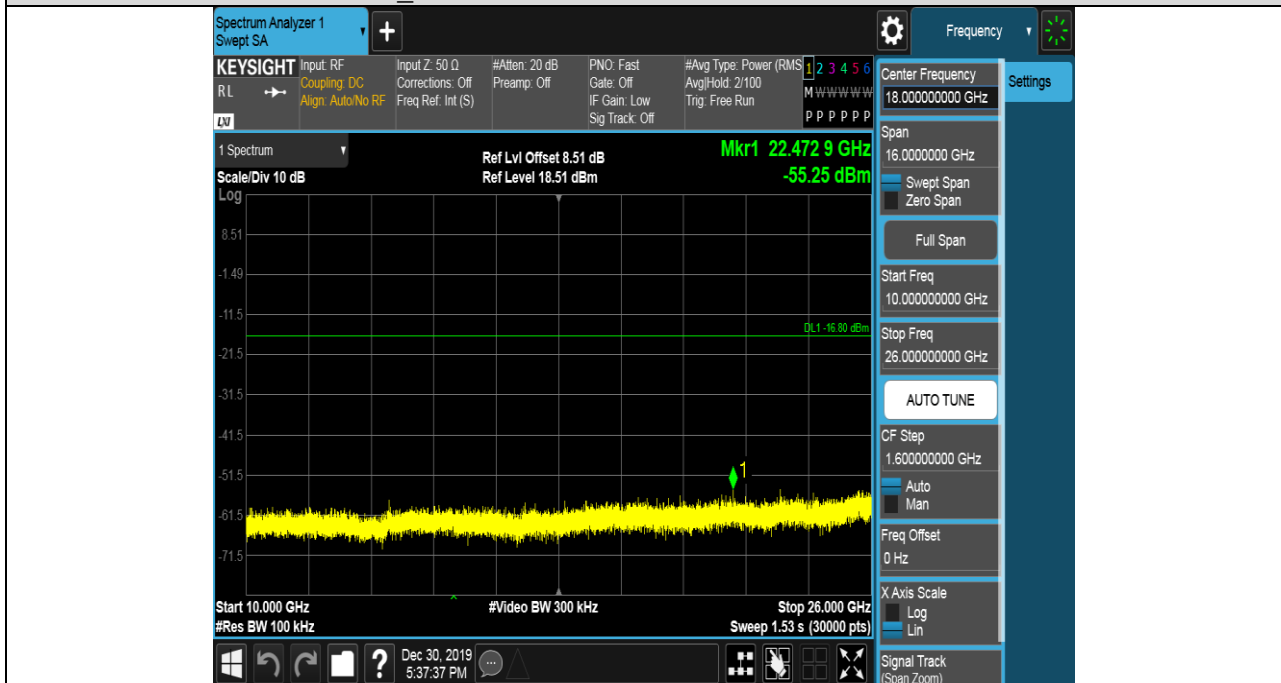 Spectrum Analyzer 1
Swept SA
+
Frequency
KEYSIGHT
RL
LXI
Input: RF
Coupling: DC
Align: Auto/No RF
Input Z: 50 Ω
Corrections: Off
Freq Ref: Int (S)
#Atten: 20 dB
Preamp: Off
PNO: Fast
Gate: Off
IF Gain: Low
Sig Track: Off
#Avg Type: Power (RMS
Avg|Hold: 2/100
Trig: Free Run
1 2 3 4 5 6
M W W W W W
P P P P P P
1 Spectrum
Scale/Div 10 dB
Ref Lvl Offset 8.51 dB
Ref Level 18.51 dBm
Mkr1 22.472 9 GHz
-55.25 dBm
Log
8.51
-1.49
-11.5
DL1 -16.80 dBm
-21.5
-31.5
-41.5
1
-51.5
-61.5
-71.5
Start 10.000 GHz
#Video BW 300 kHz
Stop 26.000 GHz
#Res BW 100 kHz
Sweep 1.53 s (30000 pts)
?
Dec 30, 2019
5:37:37 PM
Center Frequency
18.000000000 GHz
Settings
Span
16.0000000 GHz
Swept Span
Zero Span
Full Span
Start Freq
10.000000000 GHz
Stop Freq
26.000000000 GHz
AUTO TUNE
CF Step
1.600000000 GHz
Auto
Man
Freq Offset
0 Hz
X Axis Scale
Log
Lin
Signal Track
(Span Zoom)